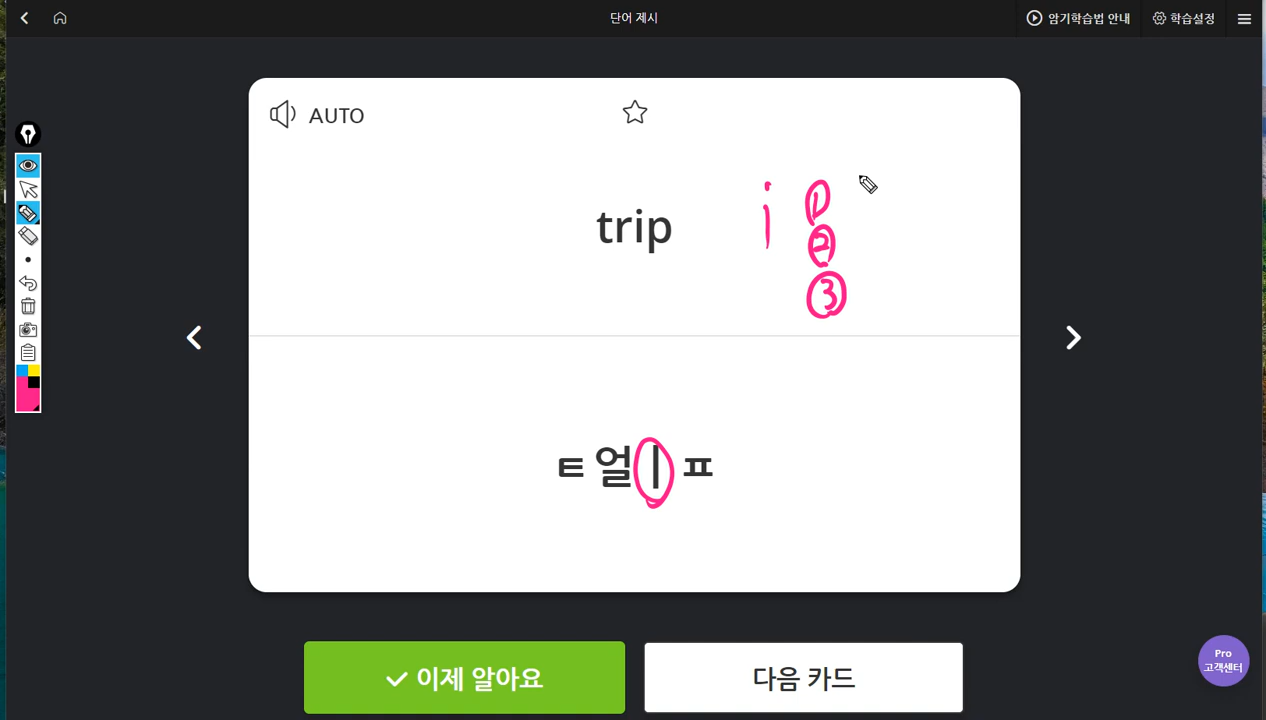 단어 제시
암기학습법 안내
학습설정
AUTO
trip
i ①
②
③
ㅌ얼ㅣㅍ
이제 알아요
다음 카드
Pro
고객센터